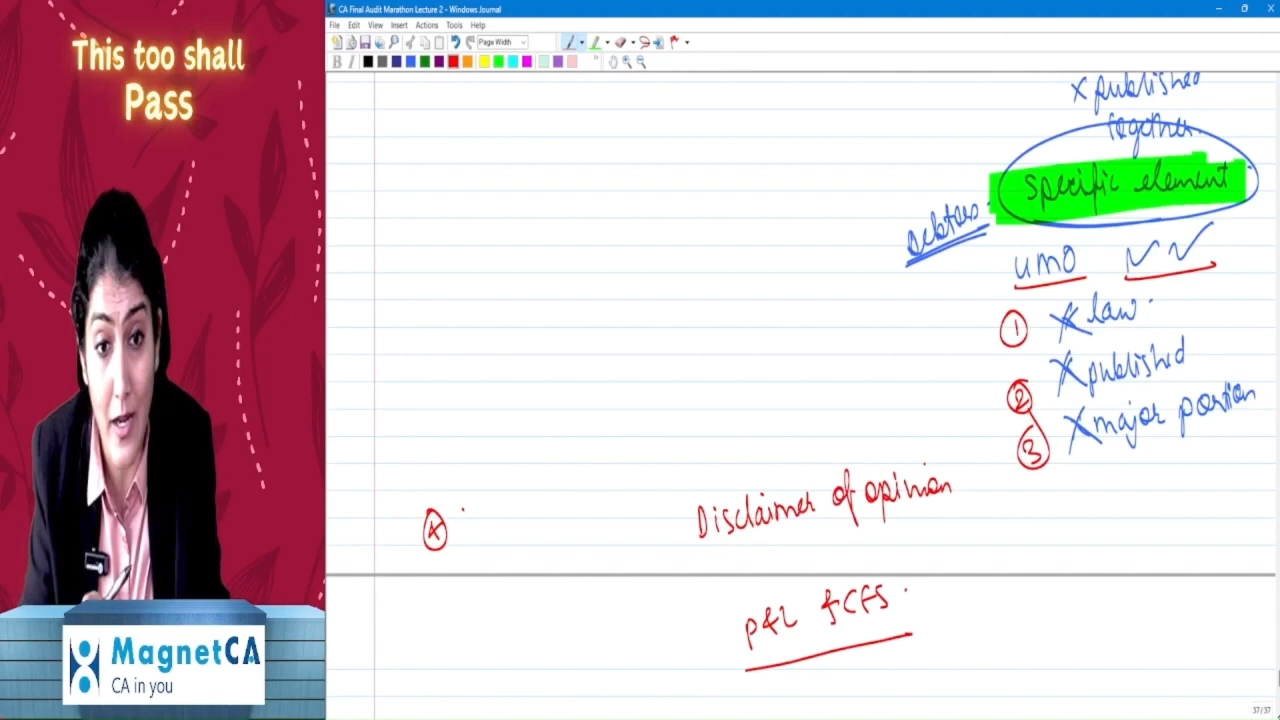 This too shall
Pass
CA Final Audit Marathon Lecture 2 - Windows Journal
File Edit View Insert Actions Tools Help
Page Width
B I
x published
together.
specific element
Debtors.
UMO
1 law.
published
2 major portion
3
Disclaimer of opinion
A
P&L & CFS.
MagnetCA
CA in you
37/37